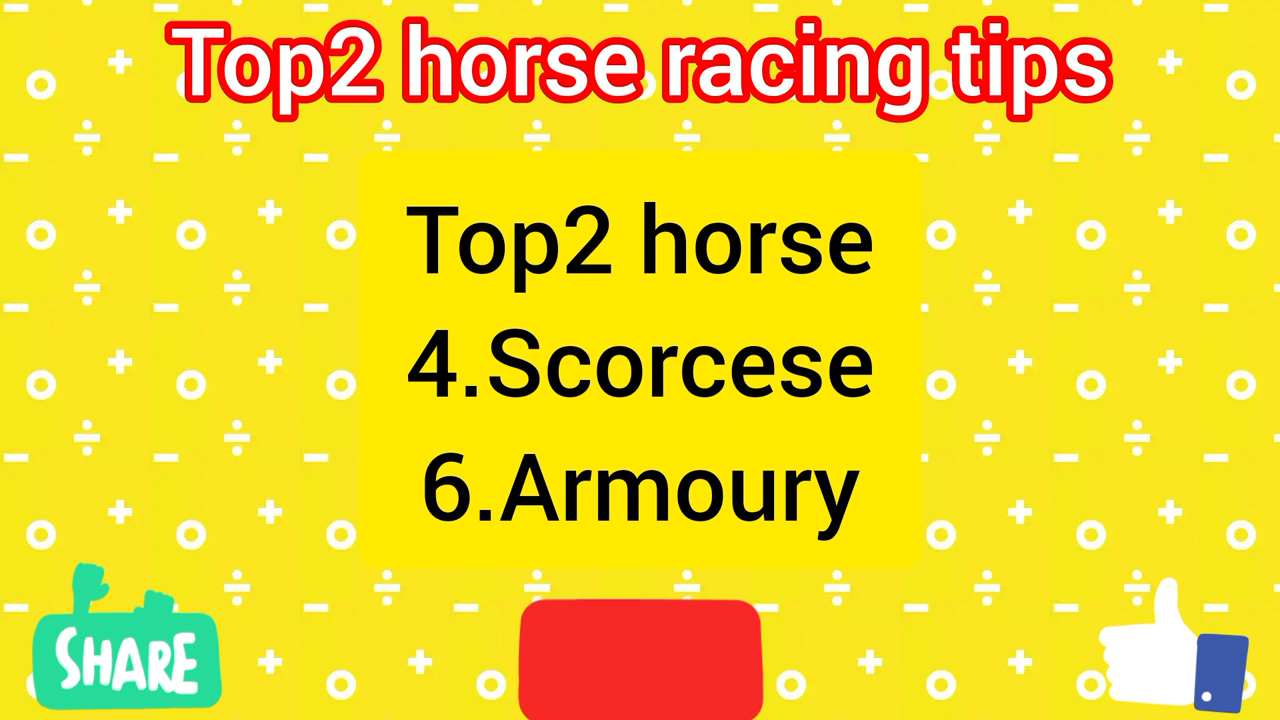 Top2 horse racing tips
Top2 horse
4.Scorcese
6.Armoury
SHARE